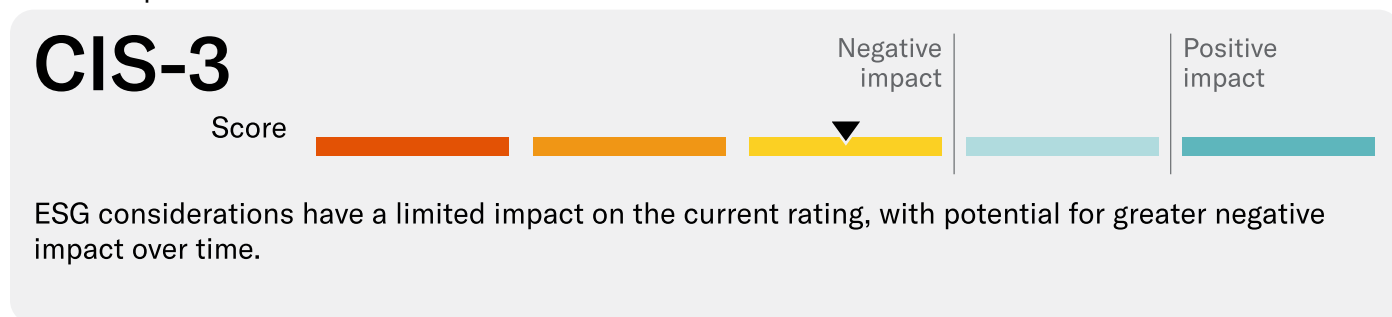 CIS-3
Negative
impact
Positive
impact
Score
ESG considerations have a limited impact on the current rating, with potential for greater negative
impact over time.